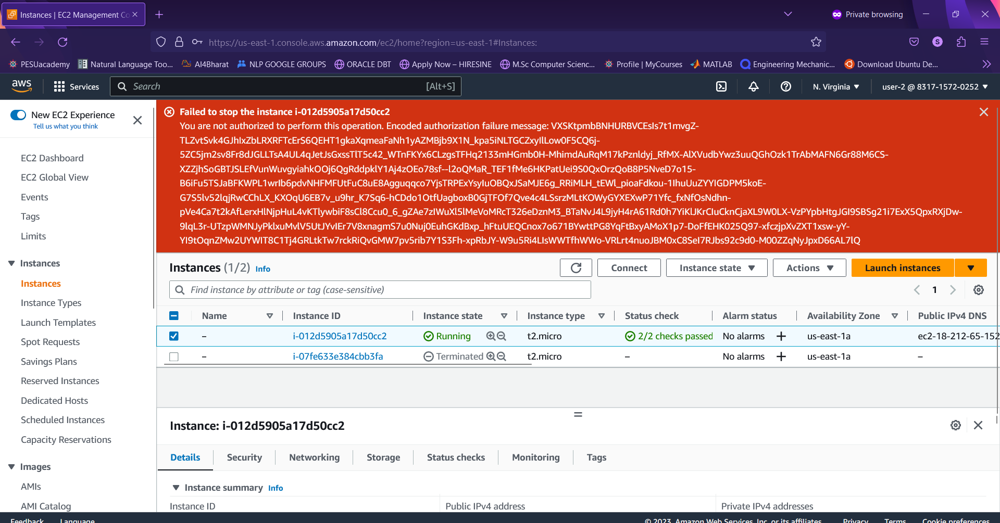 Instances | EC2 Management Co
Private browsing
https://us-east-1.console.aws.amazon.com/ec2/home?region=us-east-1#Instances:
S
PESUacademy
Natural Language Too...
AI4Bharat
NLP GOOGLE GROUPS
ORACLE DBT
Apply Now – HIRESINE
M.Sc Computer Scienc...
Profile | MyCourses
MATLAB
Engineering Mechanic...
Download Ubuntu De...
aws
Services
Search
[Alt+S]
N. Virginia
user-2 @ 8317-1572-0252
New EC2 Experience
Tell us what you think
EC2 Dashboard
EC2 Global View
Events
Tags
Limits
Instances
Instances
Instance Types
Launch Templates
Spot Requests
Savings Plans
Reserved Instances
Dedicated Hosts
Scheduled Instances
Capacity Reservations
Images
AMIs
AMI Catalog
Failed to stop the instance i-012d5905a17d50cc2
You are not authorized to perform this operation. Encoded authorization failure message: VXSKtpmbBNHURBVCEsIs7t1mvgZ-
TLZvtSvk4GJhIxZbLRXRFTcErS6QEHT1gkaXqmeaFaNh1yAZMBjb9X1N_kpa5iNLTGCZxyIlLow0F5CQ6j-
5ZC5jm2sv8Fr8dJGLLTsA4UL4qJetJsGxssTlT5c42_WTnFKYx6CLzgsTFHq2133mHGmb0H-MhimdAuRqM17kPznldyj_RfMX-AlXVudbYwz3uuQGhOzk1TrAbMAFN6Gr88M6CS-
XZZjhSoGBTJSLEfVunWuvgyiahkOOj6QgRddpklY1Aj4zOEo78sf--l2oQMaR_TEF1fMe6HKPatUei9S0QxOrzQoB8P5NveD7o15-
B6iFu5TSJaBFKWPL1wrIb6pdvNHFMFUtFuC8uE8Agguqqco7YjsTRPExYsyIuOBQxJSaMJE6g_RRiMLH_tEWl_pioaFdkou-1IhuUuZYYIGDPM5koE-
G7S5lv52lqjRwCChLX_KXOqU6EB7v_u9hr_K7Sq6-hCDdo1OtfUagboxB0GjTFOf7Qve4c4LSsrzMLtKOWyGYXEXwP71Yfc_fxNfOsNdhn-
pVe4Ca7t2kAfLerxHlNjpHuL4vKTlywbiF8sCl8Ccu0_6_gZAe7zIWuXl5lMeVoMRcT326eDznM3_BTaNvJ4L9jyH4rA61Rd0h7YiKlJKrCIuCknCjaXL9W0LX-VzPYpbHtgJGI9SBSg21i7ExX5QpxRXjDw-
9lqL3r-UTzpWMNJyPklxuMvlV5UtJYvIEr7V8xnagmS7u0Nuj0EuhGKdBxp_hFtuUEQCnox7o671BYwttPG8YqFtBxyAMoX1p7-DoFfEHK025Q97-xfczjpXvZXT1xsw-yY-
YI9tOqnZMw2UYWIT8C1Tj4GRLtkTw7rckRiQvGMW7pv5rib7Y1S3Fh-xpRbJY-W9u5Ri4LIsWWTfhWWo-VRLrt4nuoJBM0xC8SeI7RJbs92c9d0-M00ZZqNyJpxD66AL7lQ
Instances (1/2) Info
Connect
Instance state
Actions
Launch instances
Find instance by attribute or tag (case-sensitive)
1
Name
Instance ID
Instance state
Instance type
Status check
Alarm status
Availability Zone
Public IPv4 DNS
– i-012d5905a17d50cc2 Running t2.micro 2/2 checks passed No alarms + us-east-1a ec2-18-212-65-152
– i-07fe633e384cbb3fa Terminated t2.micro – No alarms + us-east-1a –
Instance: i-012d5905a17d50cc2
Details
Security
Networking
Storage
Status checks
Monitoring
Tags
Instance summary Info
Instance ID
Public IPv4 address
Private IPv4 addresses
Feedback
Language
© 2023, Amazon Web Services, Inc. or its affiliates.
Privacy
Terms
Cookie preferences